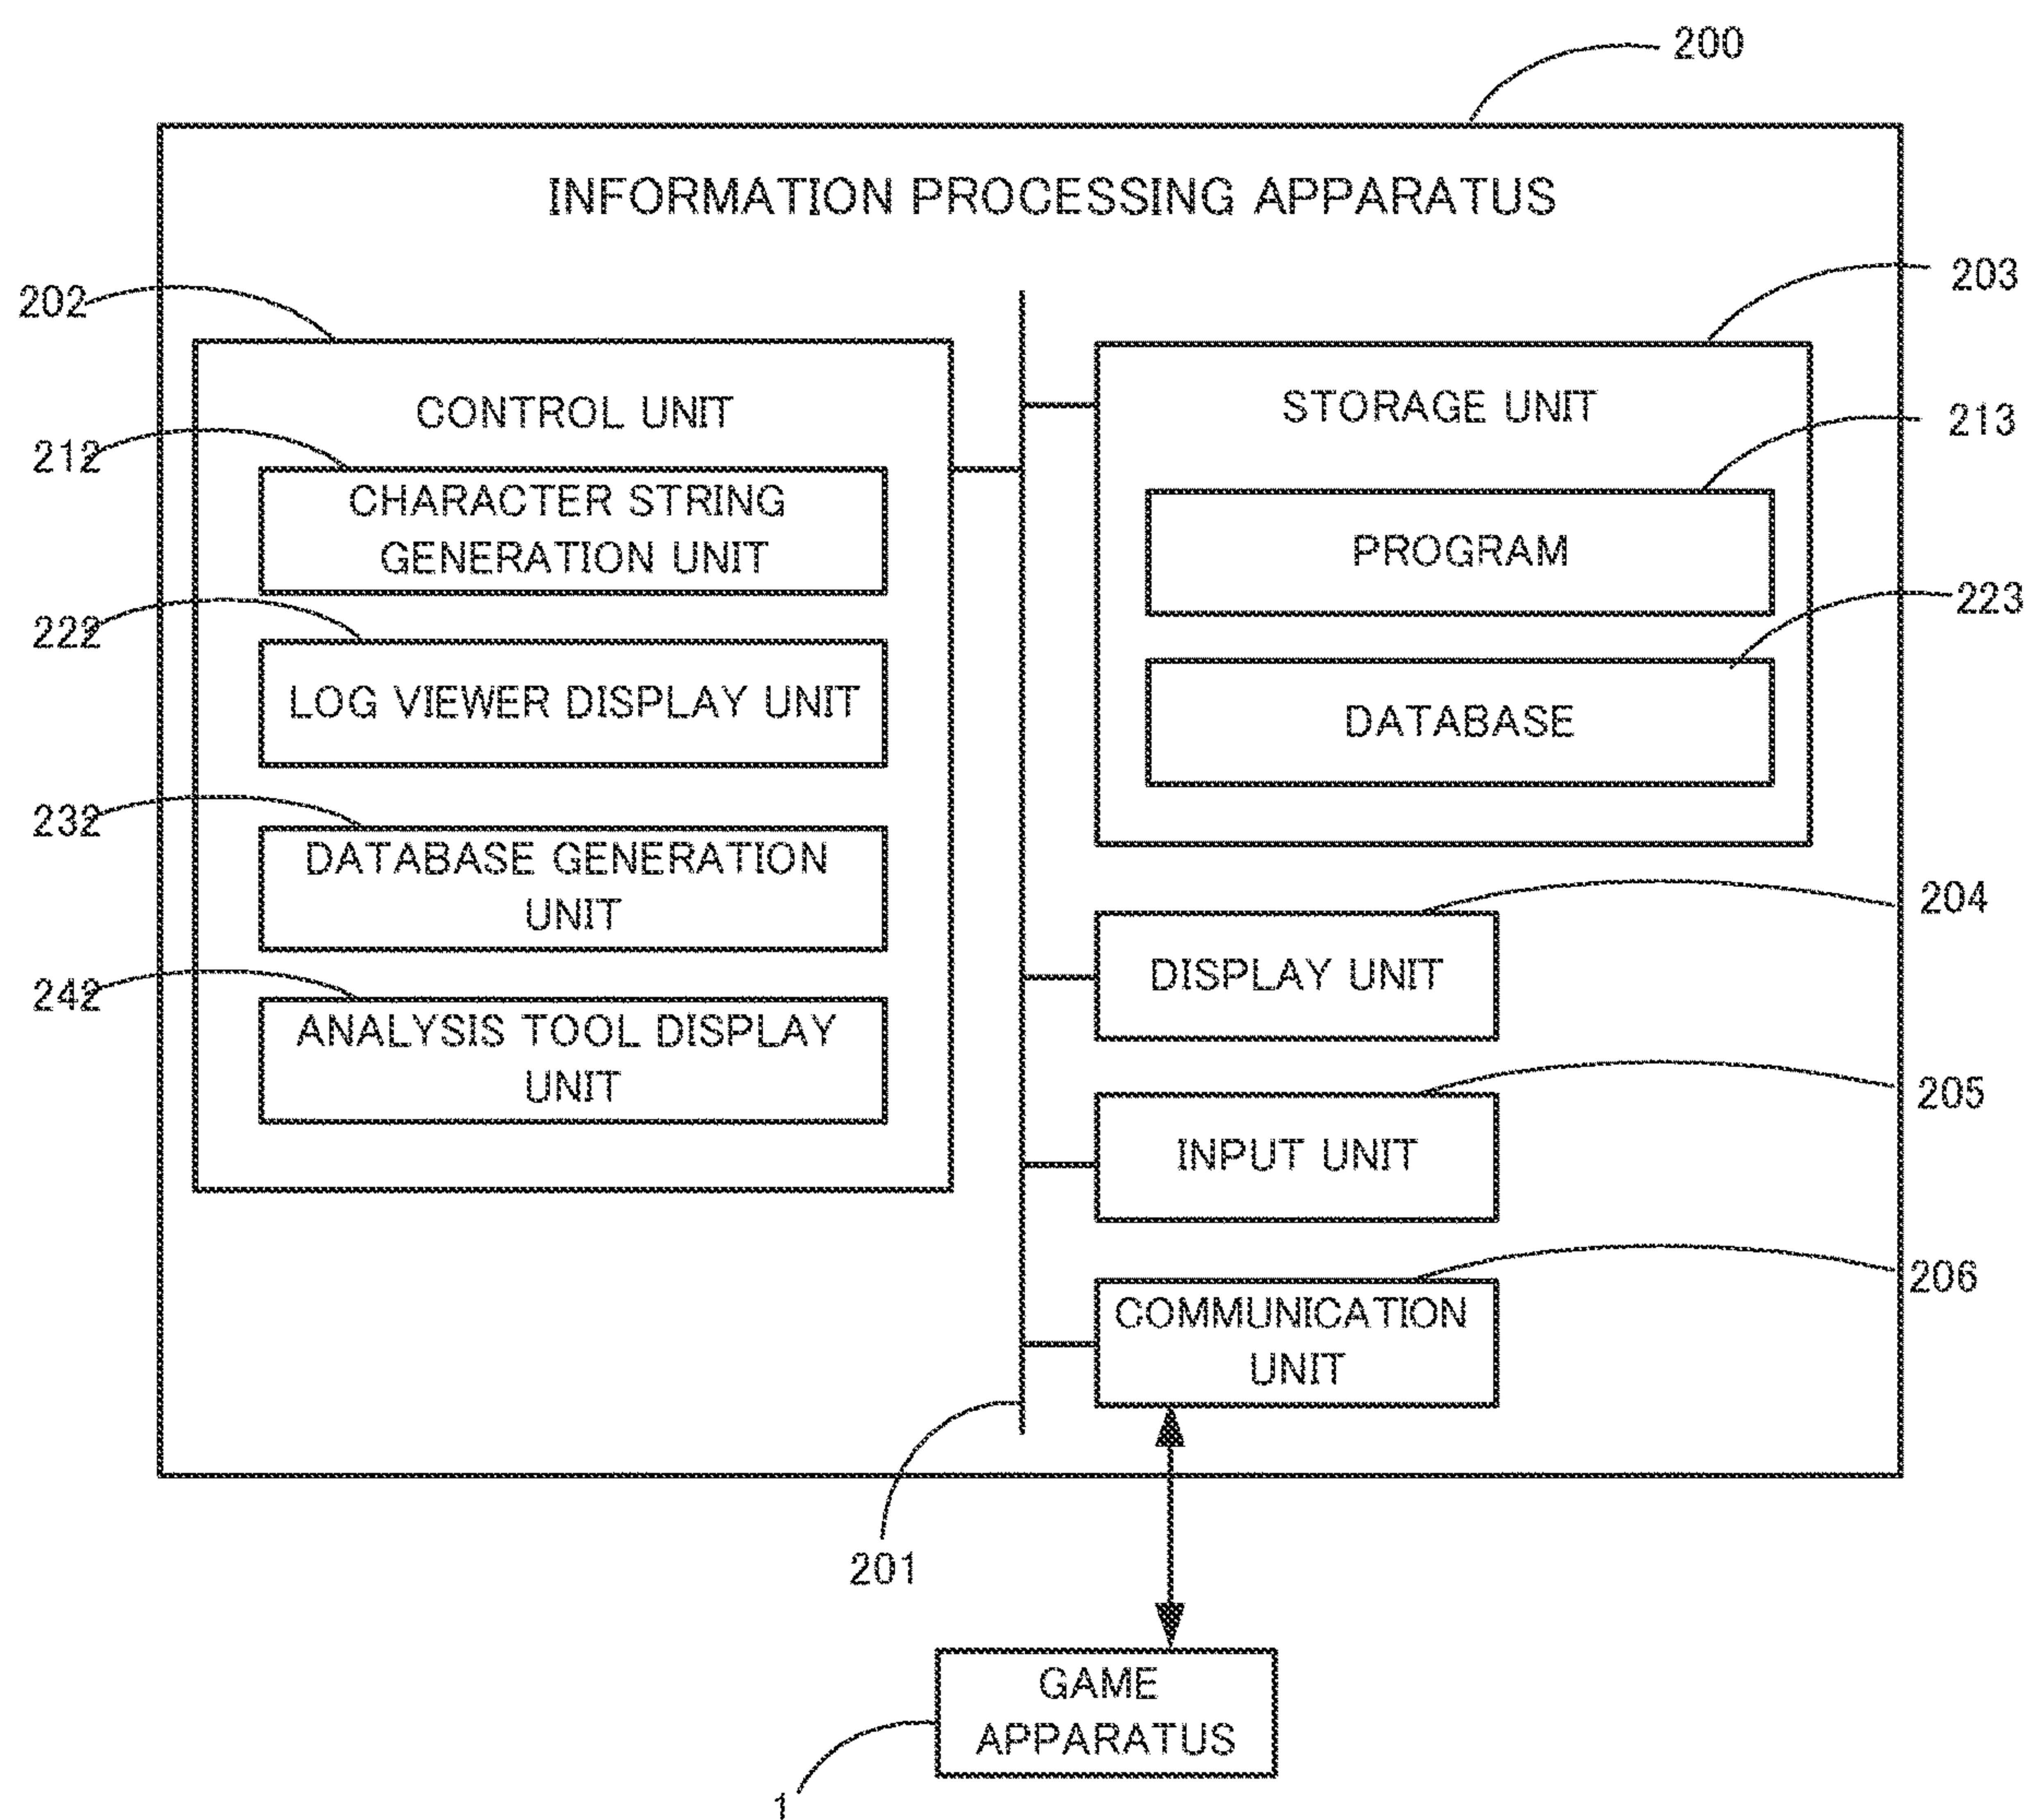 200
INFORMATION PROCESSING APPARATUS
202
203
CONTROL UNIT
STORAGE UNIT
212
213
CHARACTER STRING
GENERATION UNIT
PROGRAM
222
223
LOG VIEWER DISPLAY UNIT
DATABASE
232
DATABASE GENERATION
UNIT
204
DISPLAY UNIT
242
ANALYSIS TOOL DISPLAY
UNIT
205
INPUT UNIT
206
COMMUNICATION
UNIT
201
GAME
APPARATUS
1